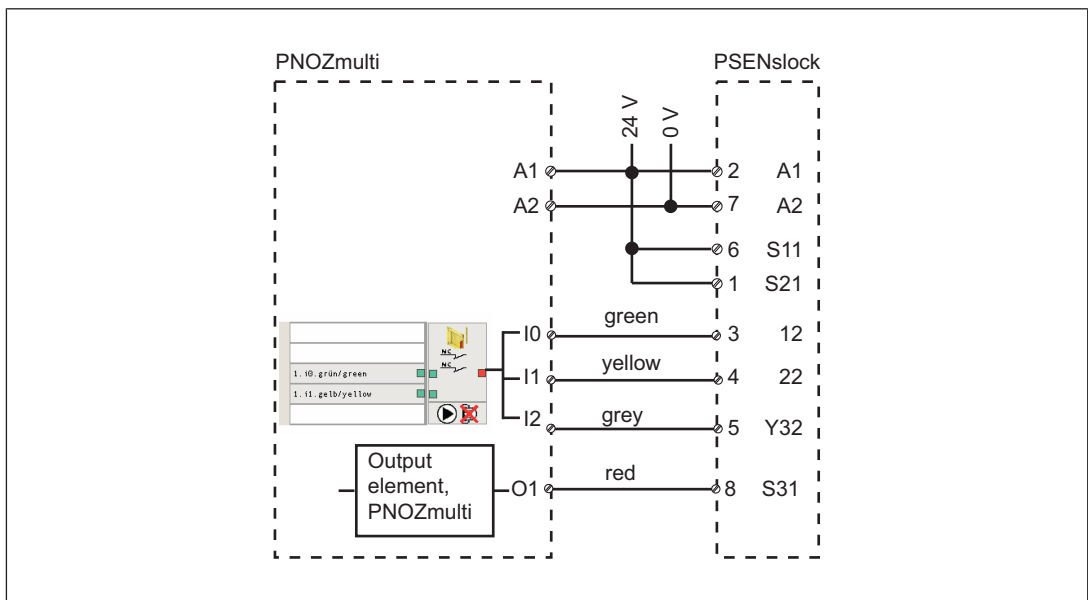 PNOZmulti
PSENslock
24 V
0 V
A1
2 A1
A2
7 A2
6 S11
1 S21
I0 green 3 12
I1 yellow 4 22
I2 grey 5 Y32
NC
NC
1. i0.grün/green
1. i1.gelb/yellow
Output
element,
PNOZmulti
O1 red 8 S31